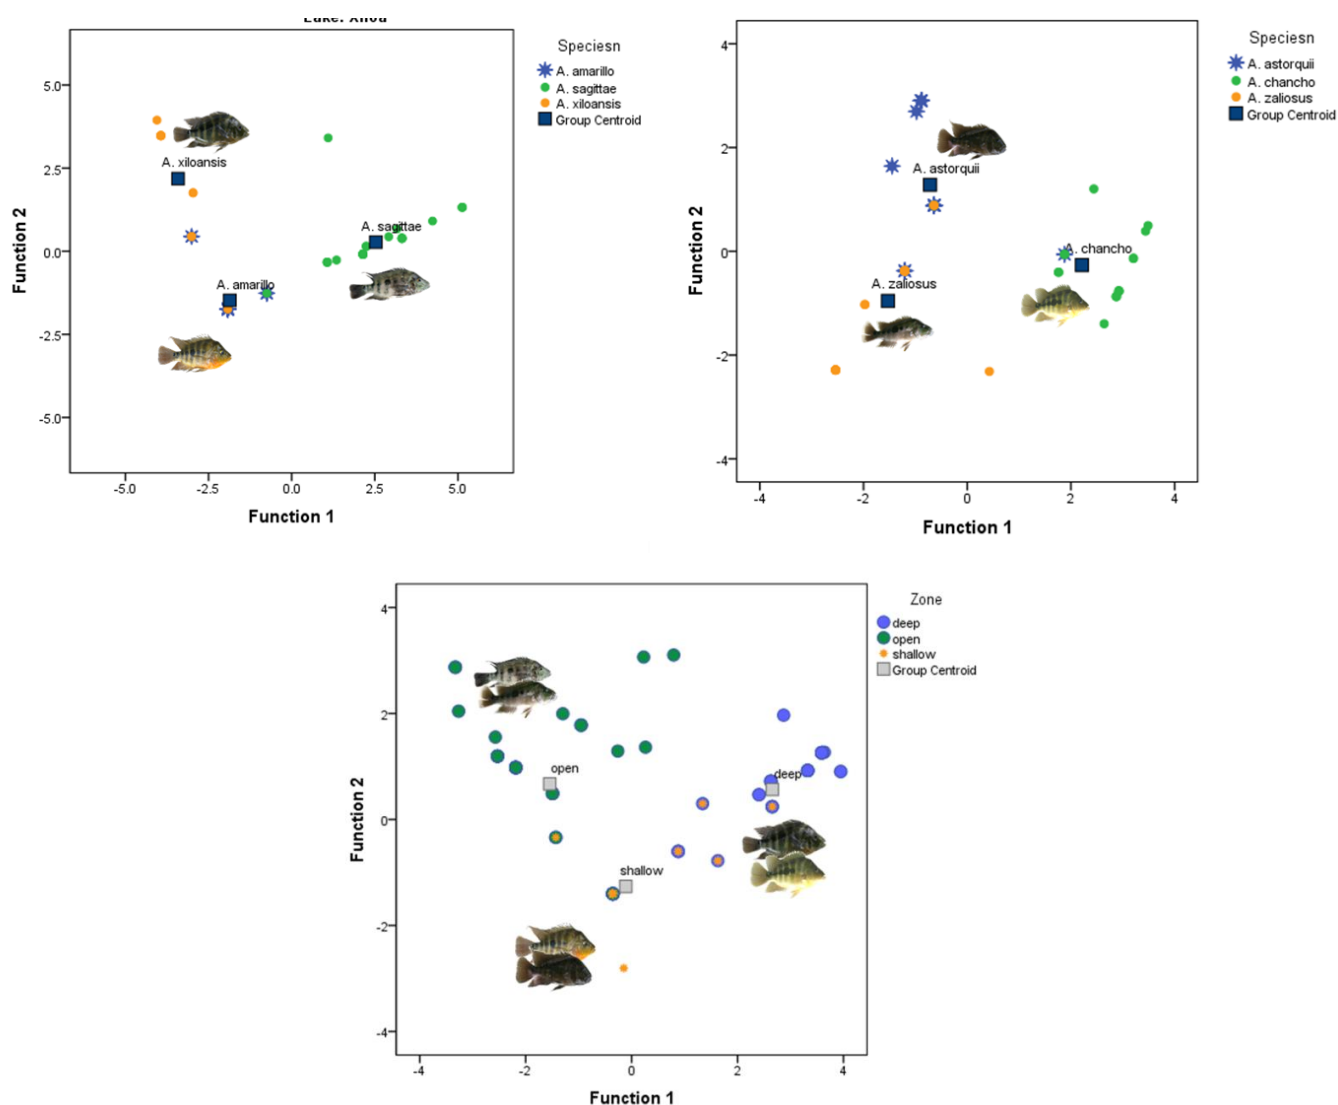 Speciesn
A. amarillo
A. sagittae
A. xiloansis
Group Centroid
5.0
2.5
0.0
-2.5
-5.0
Function 2
A. xiloansis
A. sagittae
A. amarillo
-5.0 -2.5 0.0 2.5 5.0
Function 1
Speciesn
A. astorquii
A. chancho
A. zaliosus
Group Centroid
4
2
0
-2
-4
Function 2
A. astorquii
A. chancho
A. zaliosus
-4 -2 0 2 4
Function 1
Zone
deep
open
shallow
Group Centroid
4
2
0
-2
-4
Function 2
open
deep
shallow
-4 -2 0 2 4
Function 1